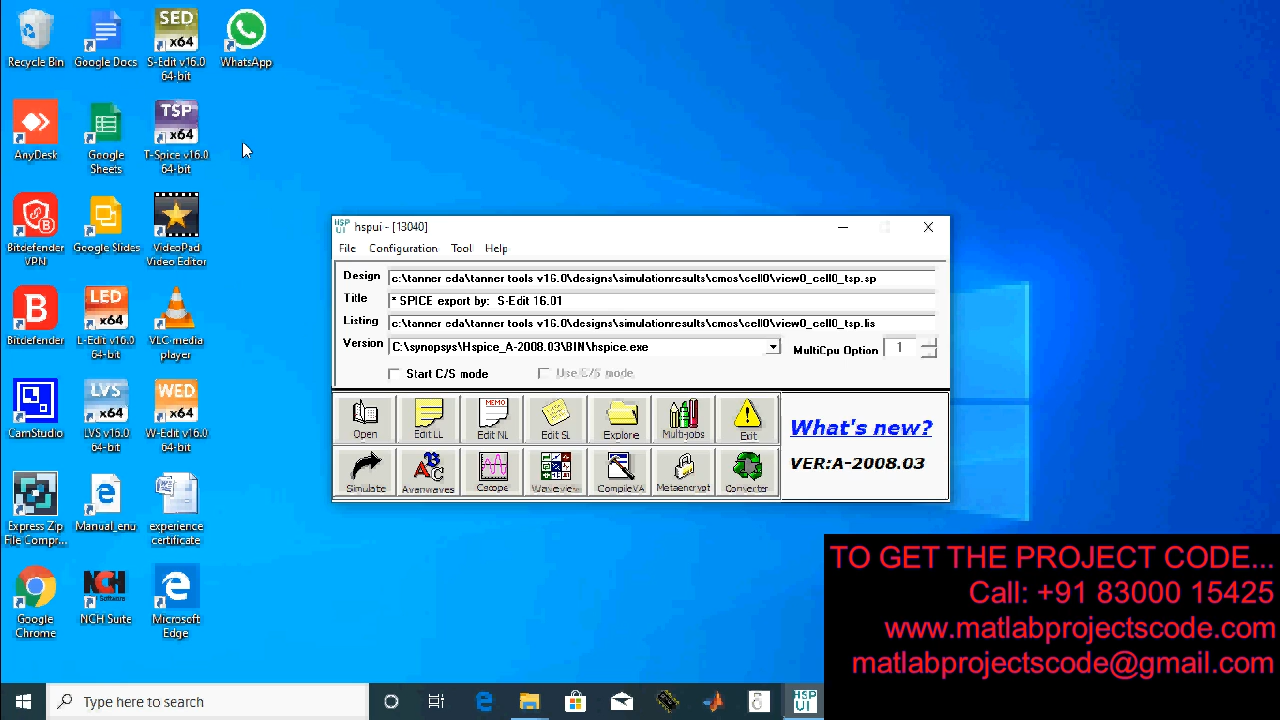 Recycle Bin
Google Docs
SED
x64
S-Edit v16.0
64-bit
WhatsApp
AnyDesk
Google
Sheets
TSP
x64
T-Spice v16.0
64-bit
Bitdefender
VPN
Google Slides
VideoPad
Video Editor
Bitdefender
LED
x64
L-Edit v16.0
64-bit
VLC media
player
CamStudio
LVS
x64
LVS v16.0
64-bit
WED
x64
W-Edit v16.0
64-bit
Express Zip
File Compr...
Manual_enu
experience
certificate
Google
Chrome
NCH
Software
NCH Suite
Microsoft
Edge
HSP
UI
hspui - [13040]
File Configuration Tool Help
Design c:\tanner eda\tanner tools v16.0\designs\simulationresults\cmos\cell0\view0_cell0_tsp.sp
Title * SPICE export by: S-Edit 16.01
Listing c:\tanner eda\tanner tools v16.0\designs\simulationresults\cmos\cell0\view0_cell0_tsp.lis
Version C:\synopsys\Hspice_A-2008.03\BIN\hspice.exe MultiCpu Option 1
Start C/S mode Use C/S mode
Open Edit LL Edit NL Edit SL Explore Multi-jobs Exit
MEMO
Simulate Avanwaves Cscope Waveview CompileVA Metaencrypt Converter
What's new?
VER:A-2008.03
TO GET THE PROJECT CODE...
Call: +91 83000 15425
www.matlabprojectscode.com
matlabprojectscode@gmail.com
Type here to search
HSP
UI